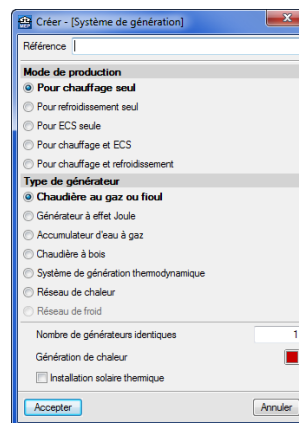 Créer - [Système de génération]
Référence
Mode de production
Pour chauffage seul
Pour refroidissement seul
Pour ECS seule
Pour chauffage et ECS
Pour chauffage et refroidissement
Type de générateur
Chaudière au gaz ou fioul
Générateur à effet Joule
Accumulateur d'eau à gaz
Chaudière à bois
Système de génération thermodynamique
Réseau de chaleur
Réseau de froid
Nombre de générateurs identiques 1
Génération de chaleur
Installation solaire thermique
Accepter Annuler